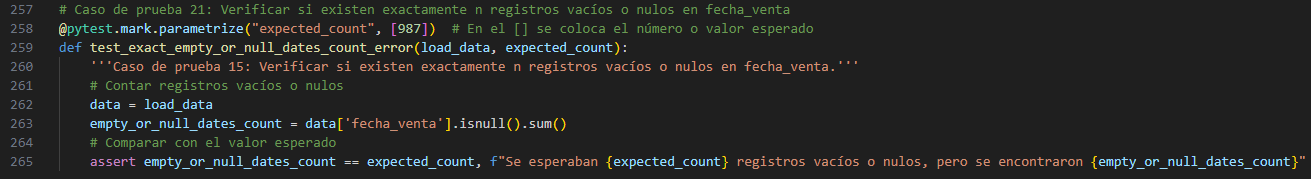 257 # Caso de prueba 21: Verificar si existen exactamente n registros vacíos o nulos en fecha_venta
258 @pytest.mark.parametrize("expected_count", [987])  # En el [] se coloca el número o valor esperado
259 def test_exact_empty_or_null_dates_count_error(load_data, expected_count):
260     '''Caso de prueba 15: Verificar si existen exactamente n registros vacíos o nulos en fecha_venta.'''
261     # Contar registros vacíos o nulos
262     data = load_data
263     empty_or_null_dates_count = data['fecha_venta'].isnull().sum()
264     # Comparar con el valor esperado
265     assert empty_or_null_dates_count == expected_count, f"Se esperaban {expected_count} registros vacíos o nulos, pero se encontraron {empty_or_null_dates_count}"